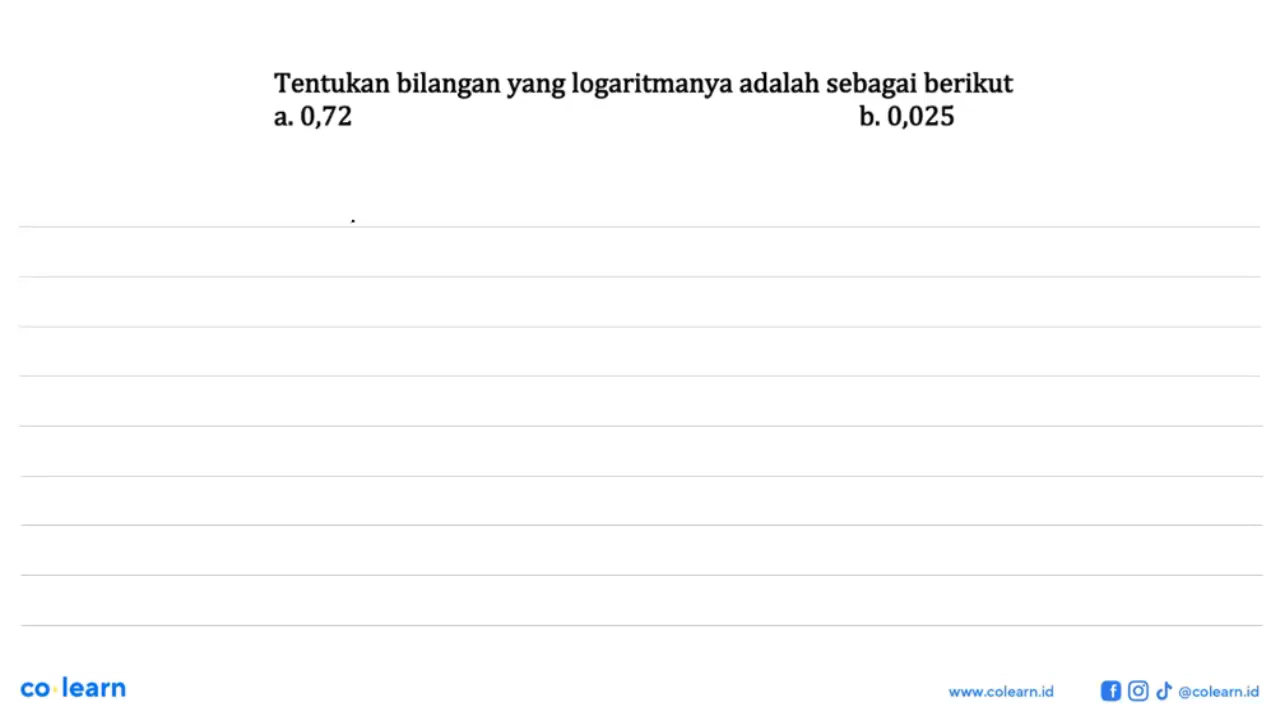 Tentukan bilangan yang logaritmanya adalah sebagai berikut
a. 0,72 b. 0,025
co learn www.colearn.id @colearn.id